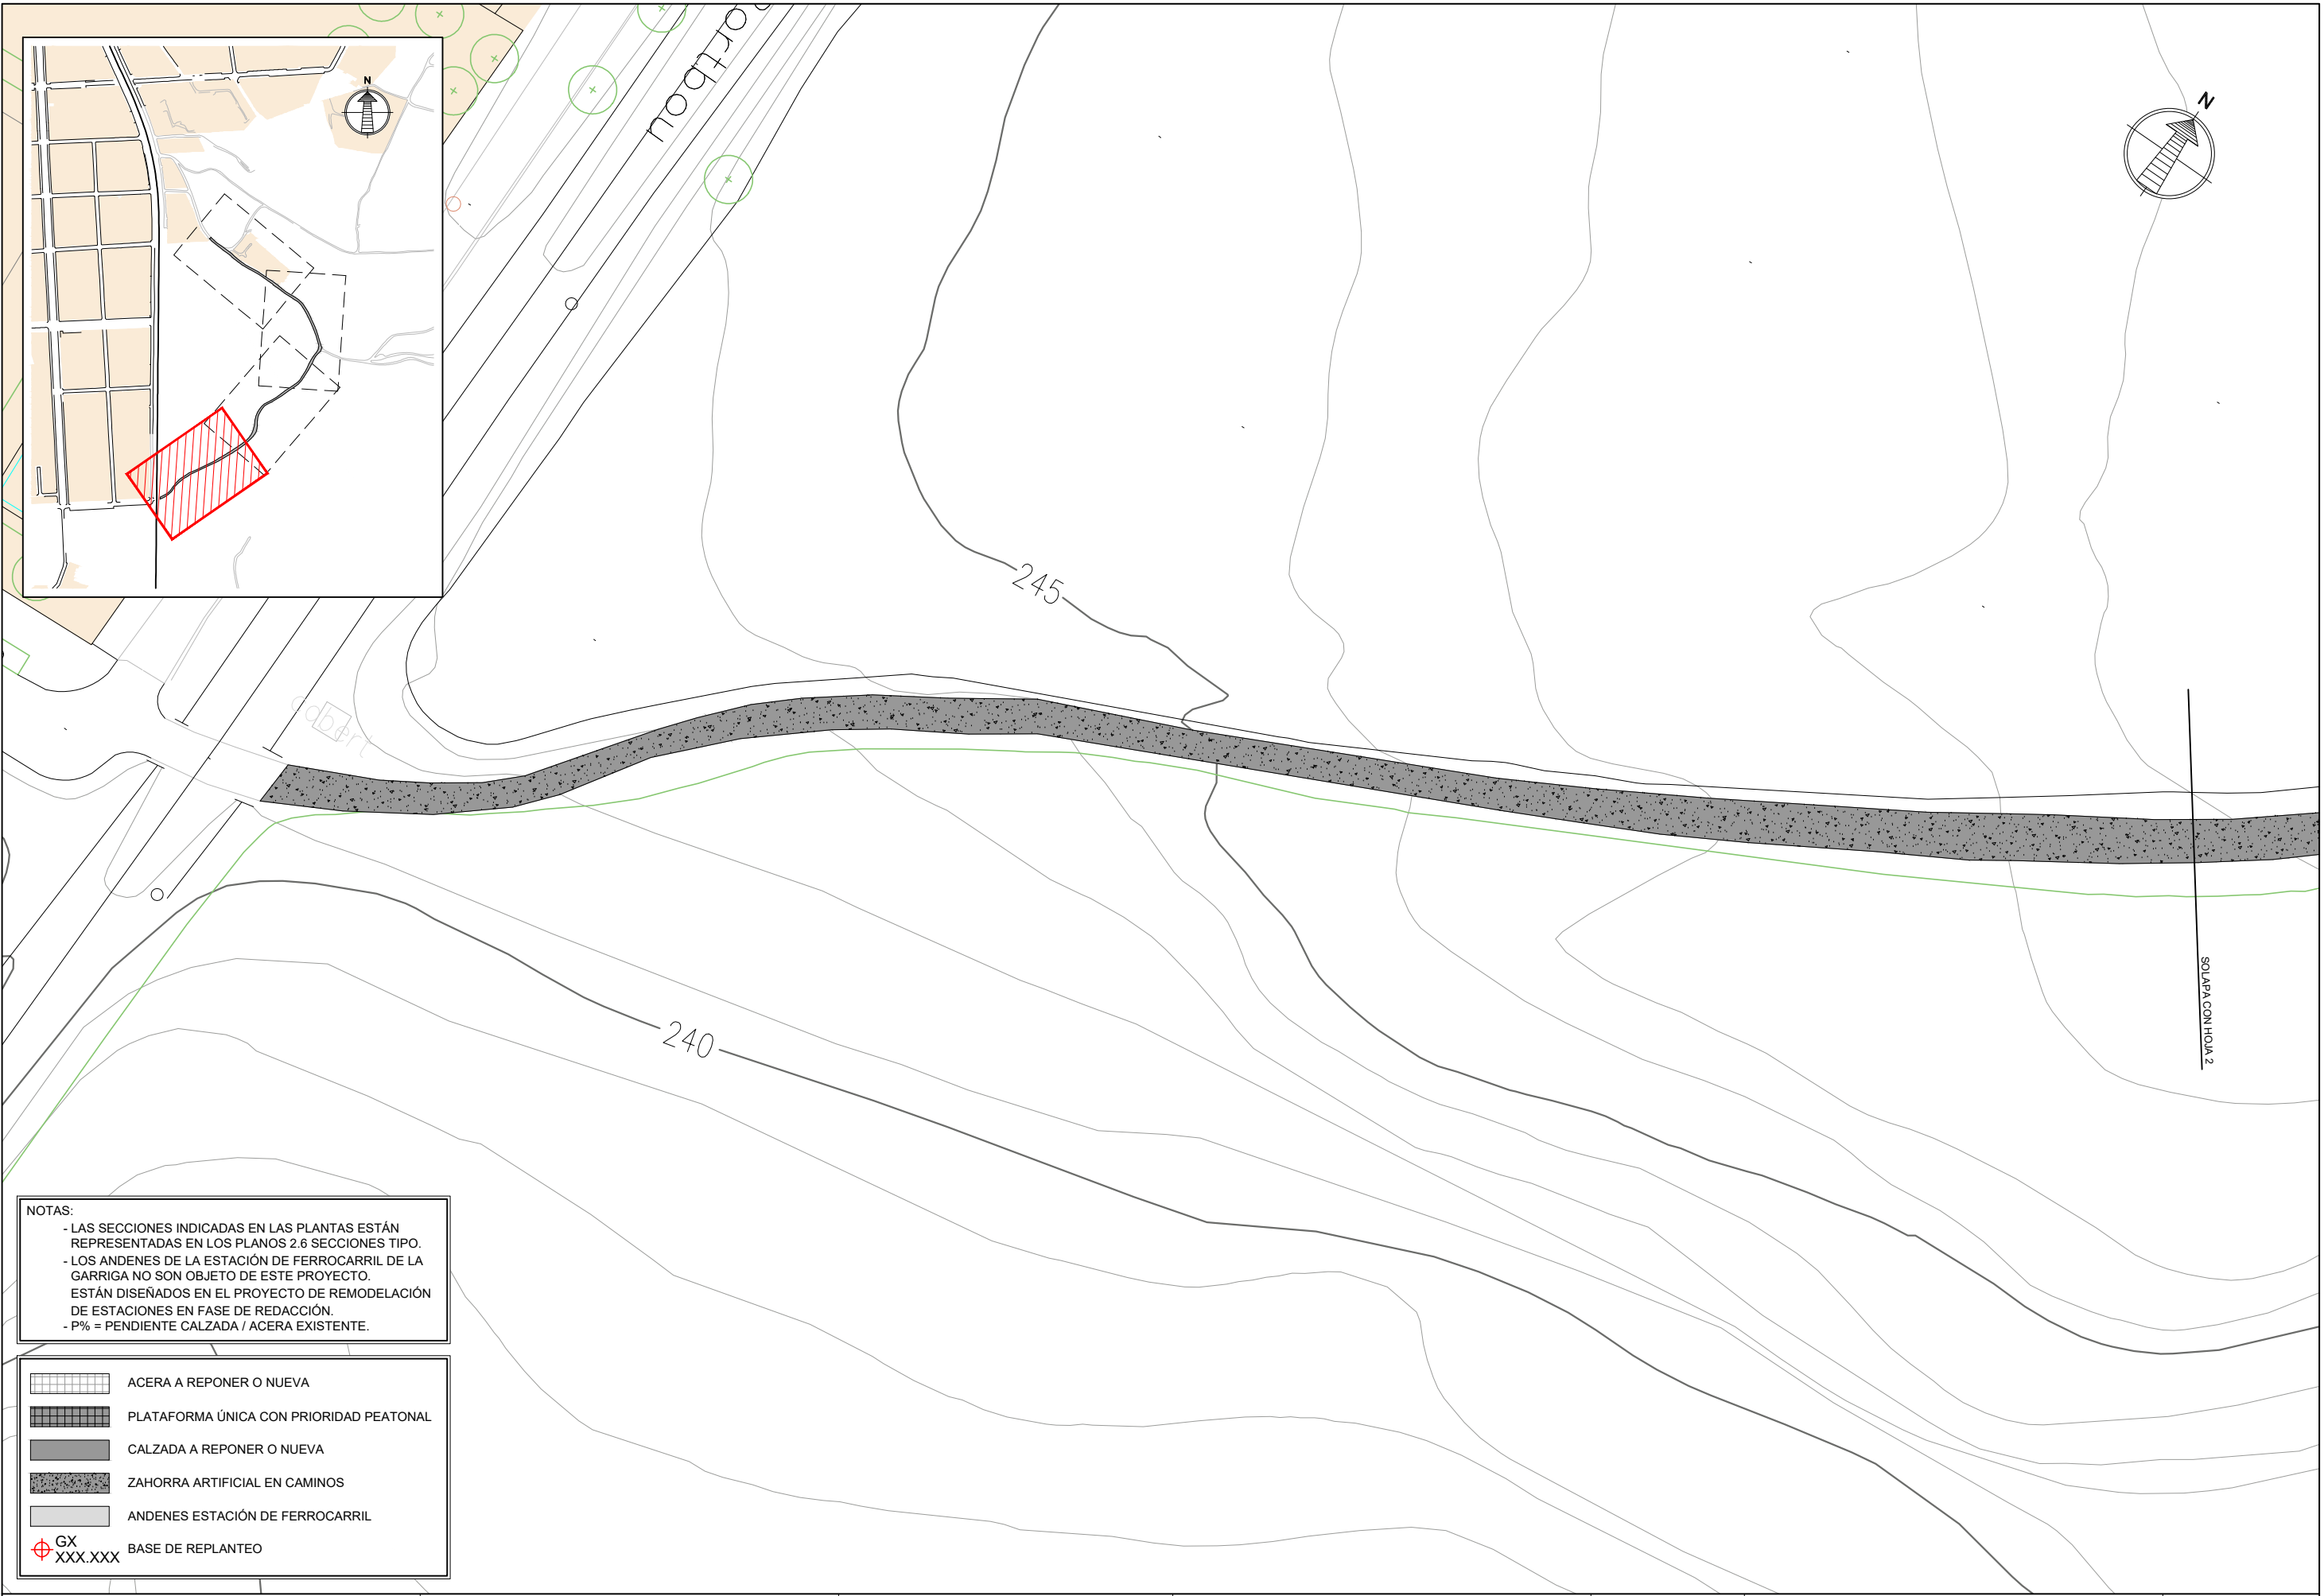 N
N
245
240
SOLAPA CON HOJA 2
NOTAS:
- LAS SECCIONES INDICADAS EN LAS PLANTAS ESTÁN
REPRESENTADAS EN LOS PLANOS 2.6 SECCIONES TIPO.
- LOS ANDENES DE LA ESTACIÓN DE FERROCARRIL DE LA
GARRIGA NO SON OBJETO DE ESTE PROYECTO.
ESTÁN DISEÑADOS EN EL PROYECTO DE REMODELACIÓN
DE ESTACIONES EN FASE DE REDACCIÓN.
- P% = PENDIENTE CALZADA / ACERA EXISTENTE.
ACERA A REPONER O NUEVA
PLATAFORMA ÚNICA CON PRIORIDAD PEATONAL
CALZADA A REPONER O NUEVA
ZAHORRA ARTIFICIAL EN CAMINOS
ANDENES ESTACIÓN DE FERROCARRIL
GX
XXX.XXX
BASE DE REPLANTEO